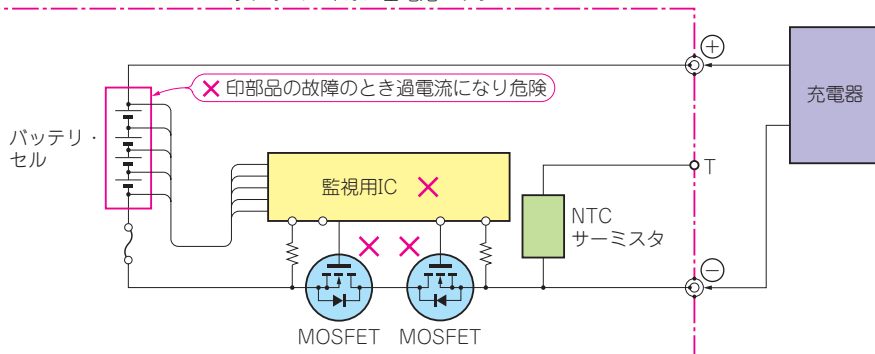 ⊕
× 印部品の故障のとき過電流になり危険
充電器
バッテリ・
セル
監視用IC ×
T
NTC
サーミスタ
× ×
⊖
MOSFET MOSFET